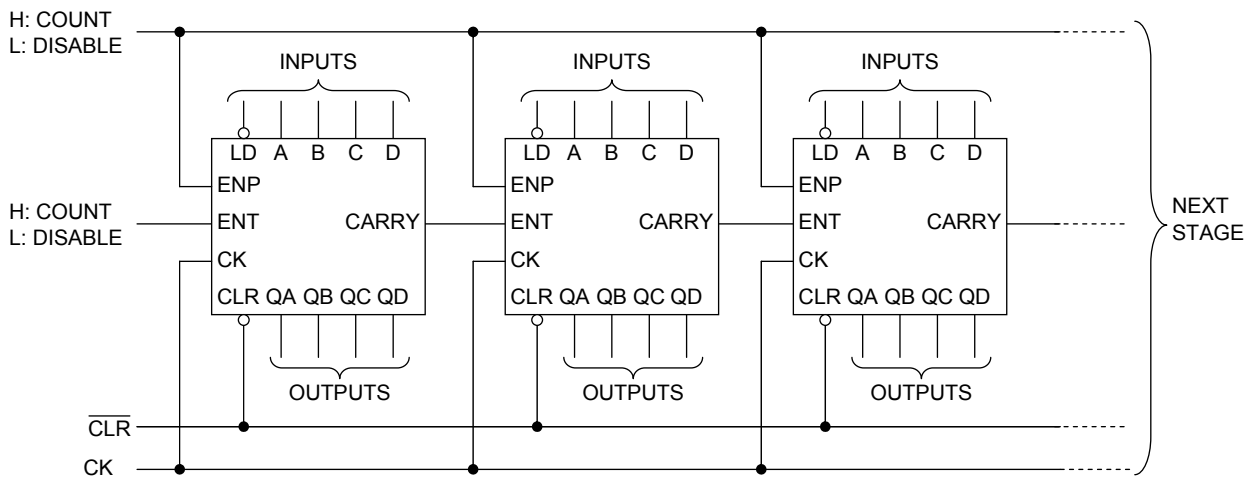 H: COUNT
L: DISABLE
INPUTS
INPUTS
INPUTS
LD A B C D
LD A B C D
LD A B C D
ENP
ENP
ENP
H: COUNT
L: DISABLE
ENT CARRY
ENT CARRY
ENT CARRY
NEXT
STAGE
CK
CK
CK
CLR QA QB QC QD
CLR QA QB QC QD
CLR QA QB QC QD
OUTPUTS
OUTPUTS
OUTPUTS
C̅L̅R̅
CK